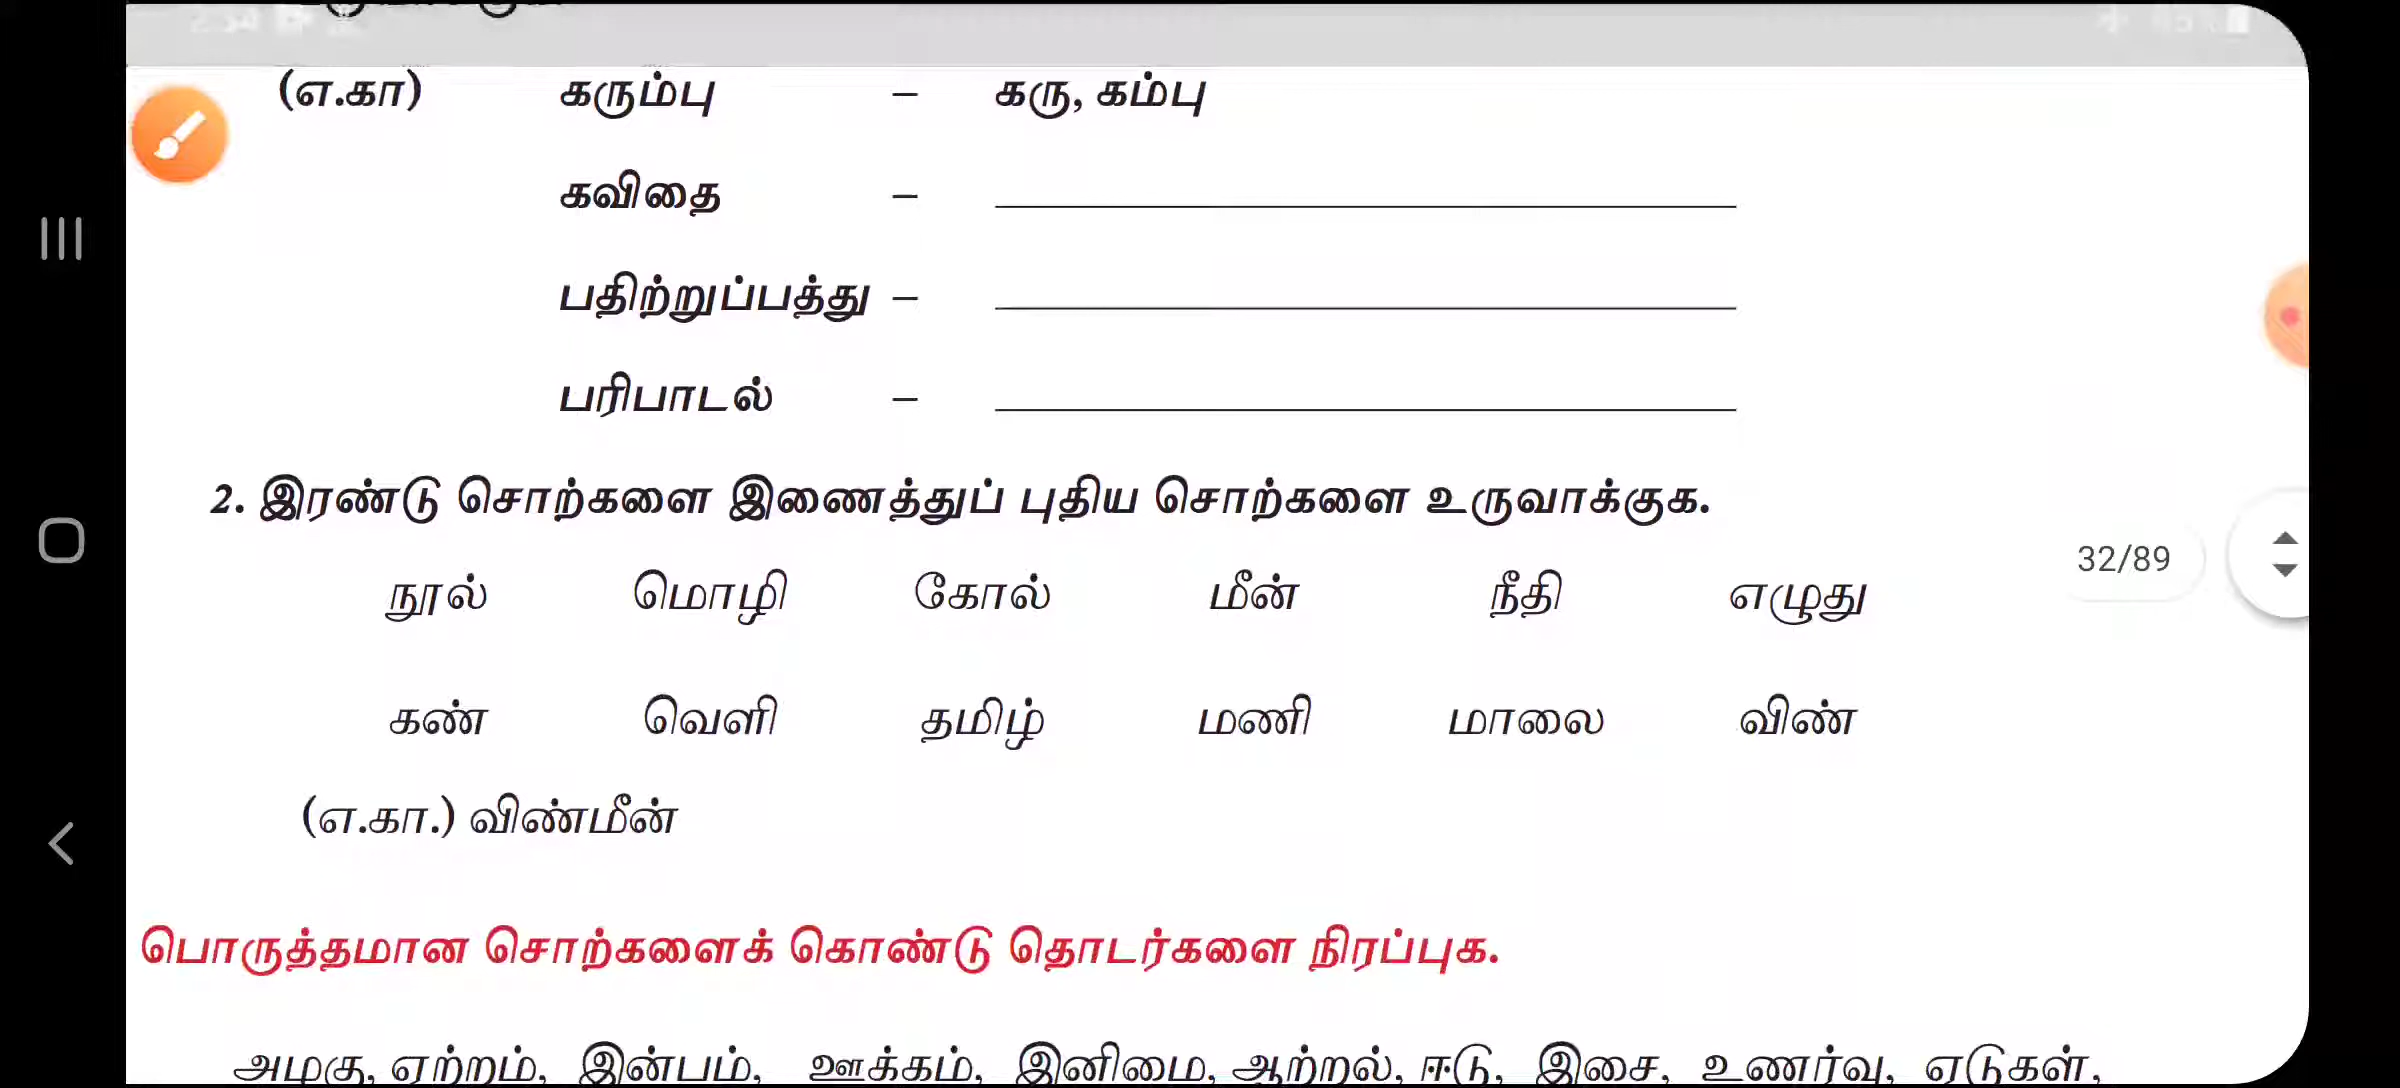 (எ.கா) கரும்பு – கரு, கம்பு
கவிதை –
பதிற்றுப்பத்து –
பரிபாடல் –
2. இரண்டு சொற்களை இணைத்துப் புதிய சொற்களை உருவாக்குக.
நூல் மொழி கோல் மீன் நீதி எழுது
32/89
கண் வெளி தமிழ் மணி மாலை விண்
(எ.கா.) விண்மீன்
பொருத்தமான சொற்களைக் கொண்டு தொடர்களை நிரப்புக.
அழகு, ஏற்றம், இன்பம், ஊக்கம், இனிமை, ஆற்றல், ஈடு, இசை, உணர்வு, ஏடுகள்,